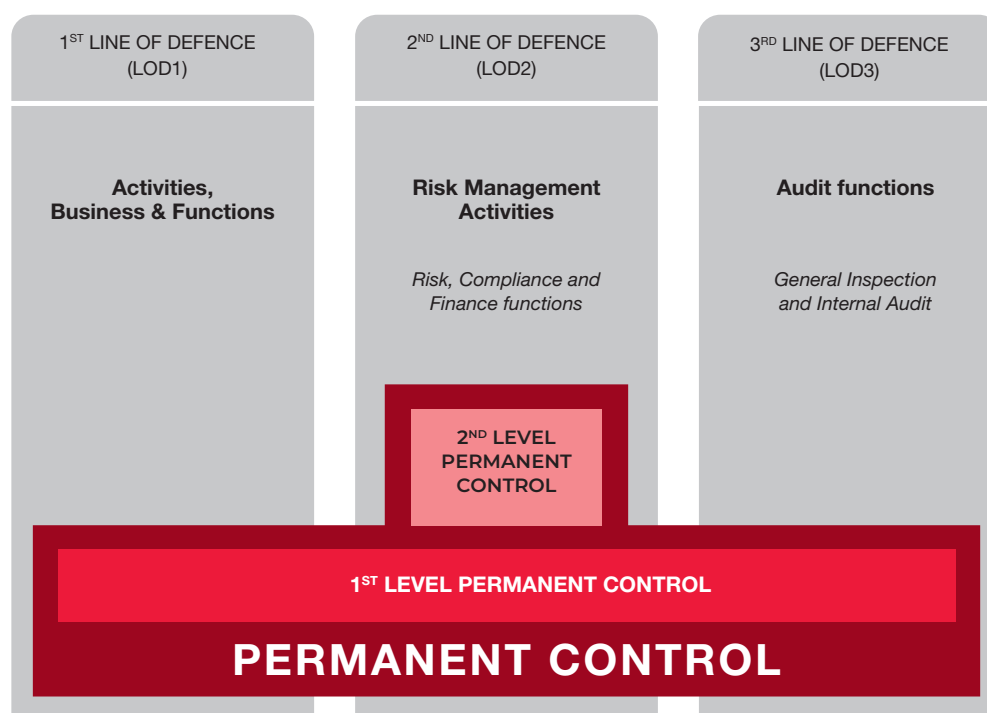 1ST LINE OF DEFENCE
(LOD1)
2ND LINE OF DEFENCE
(LOD2)
3RD LINE OF DEFENCE
(LOD3)
Activities,
Business & Functions
Risk Management
Activities
Risk, Compliance and
Finance functions
Audit functions
General Inspection
and Internal Audit
2ND LEVEL
PERMANENT
CONTROL
1ST LEVEL PERMANENT CONTROL
PERMANENT CONTROL